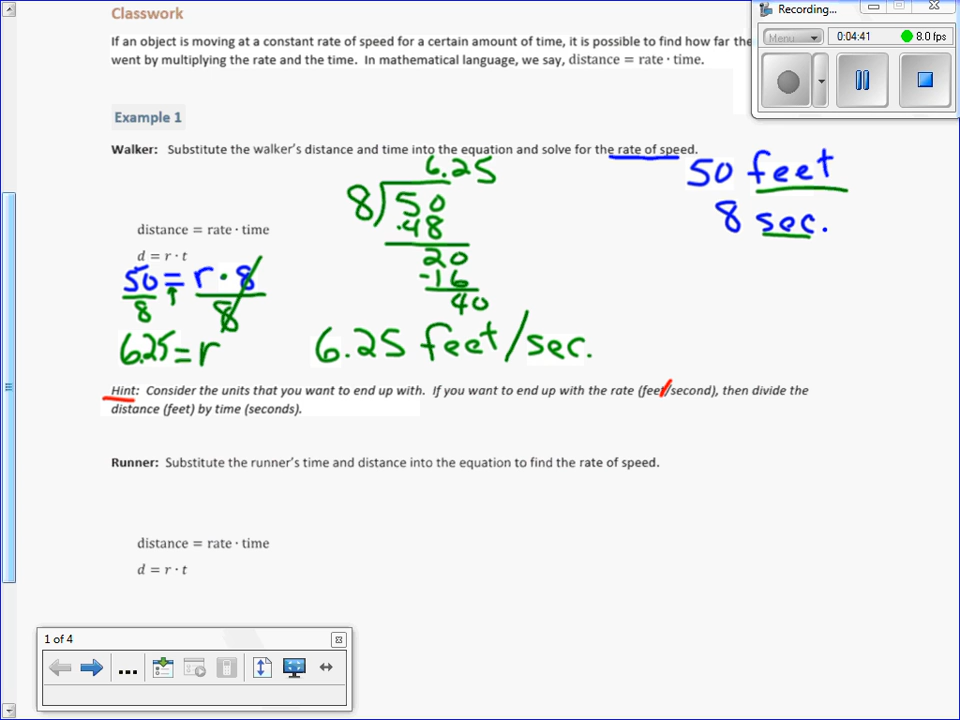 Classwork
Recording...
If an object is moving at a constant rate of speed for a certain amount of time, it is possible to find how far the
went by multiplying the rate and the time. In mathematical language, we say, distance = rate · time.
Menu
0:04:41
8.0 fps
Example 1
Walker: Substitute the walker's distance and time into the equation and solve for the rate of speed.
50 feet
8 sec.
6.25
8 50
48
20
-16
40
distance = rate · time
d = r · t
50 = r · 8
8 8
6.25 = r
6.25 feet/sec.
Hint: Consider the units that you want to end up with. If you want to end up with the rate (feet/second), then divide the
distance (feet) by time (seconds).
Runner: Substitute the runner's time and distance into the equation to find the rate of speed.
distance = rate · time
d = r · t
1 of 4